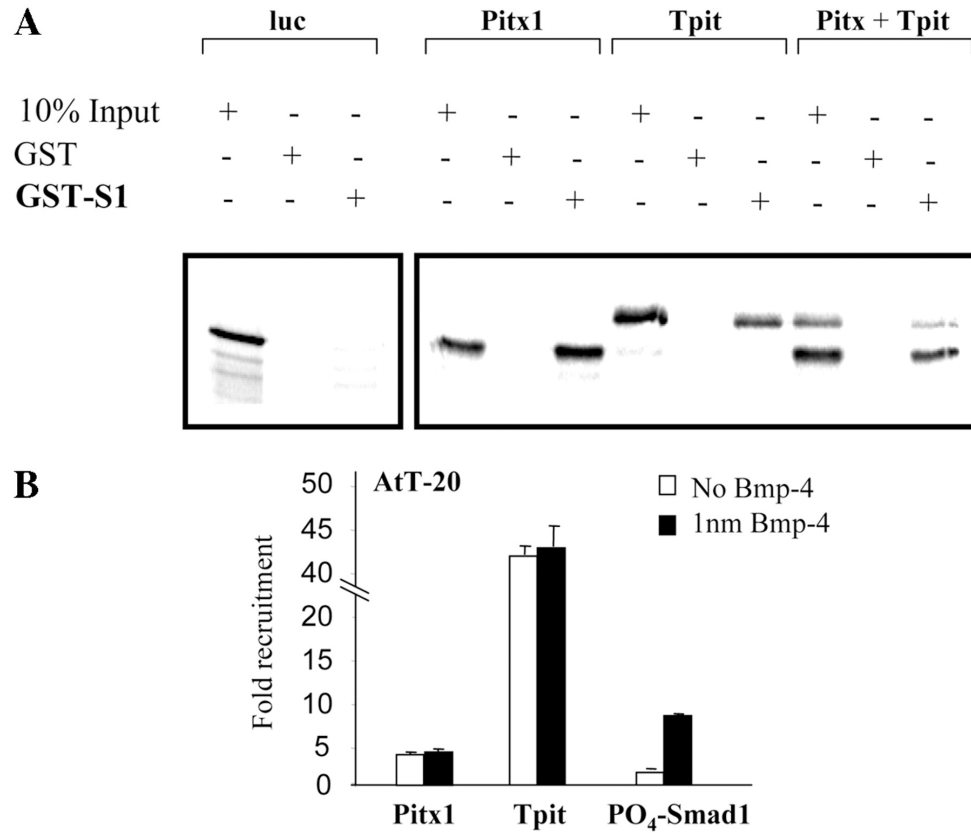 A
luc Pitx1 Tpit Pitx + Tpit
10% Input + - - + - - + - - + - -
GST - + - - + - - + - - + -
GST-S1 - - + - - + - - + - - +
B
AtT-20
No Bmp-4
1nm Bmp-4
Fold recruitment
50
45
40
20
15
10
5
0
Pitx1 Tpit PO₄-Smad1